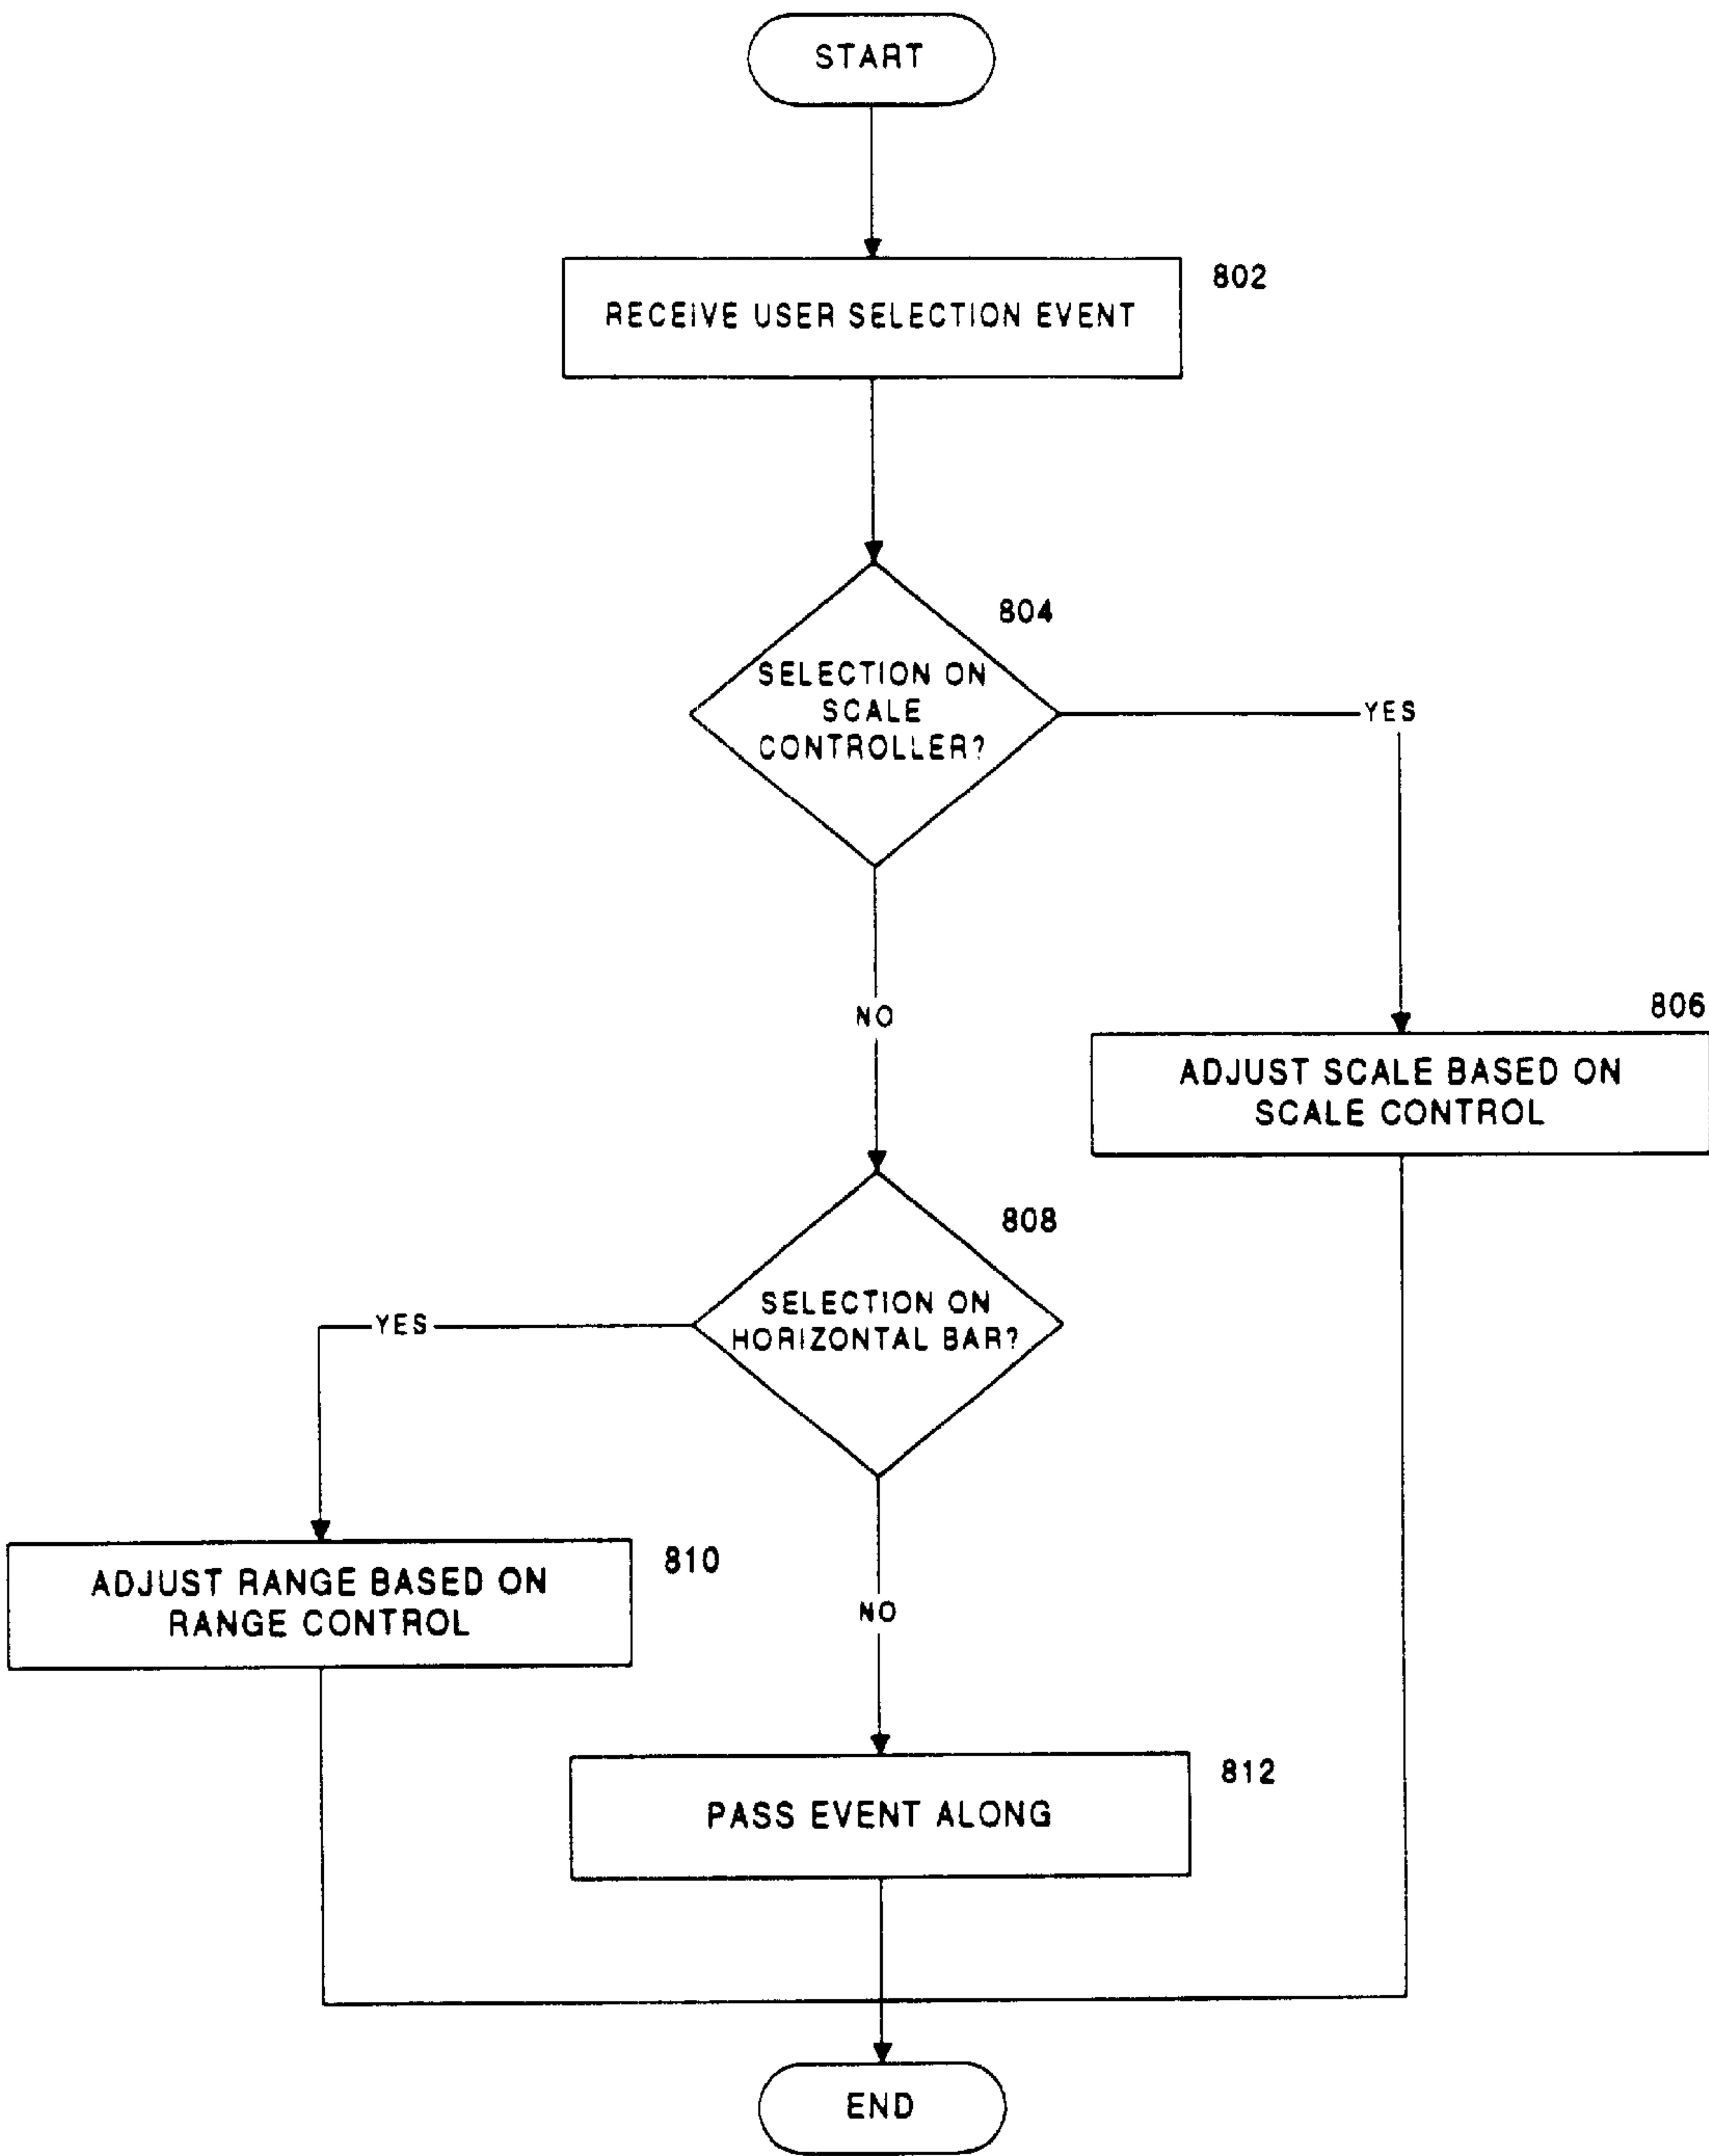 START
802
RECEIVE USER SELECTION EVENT
804
SELECTION ON
SCALE
CONTROLLER?
YES
NO
806
ADJUST SCALE BASED ON
SCALE CONTROL
808
SELECTION ON
HORIZONTAL BAR?
YES
810
ADJUST RANGE BASED ON
RANGE CONTROL
NO
812
PASS EVENT ALONG
END